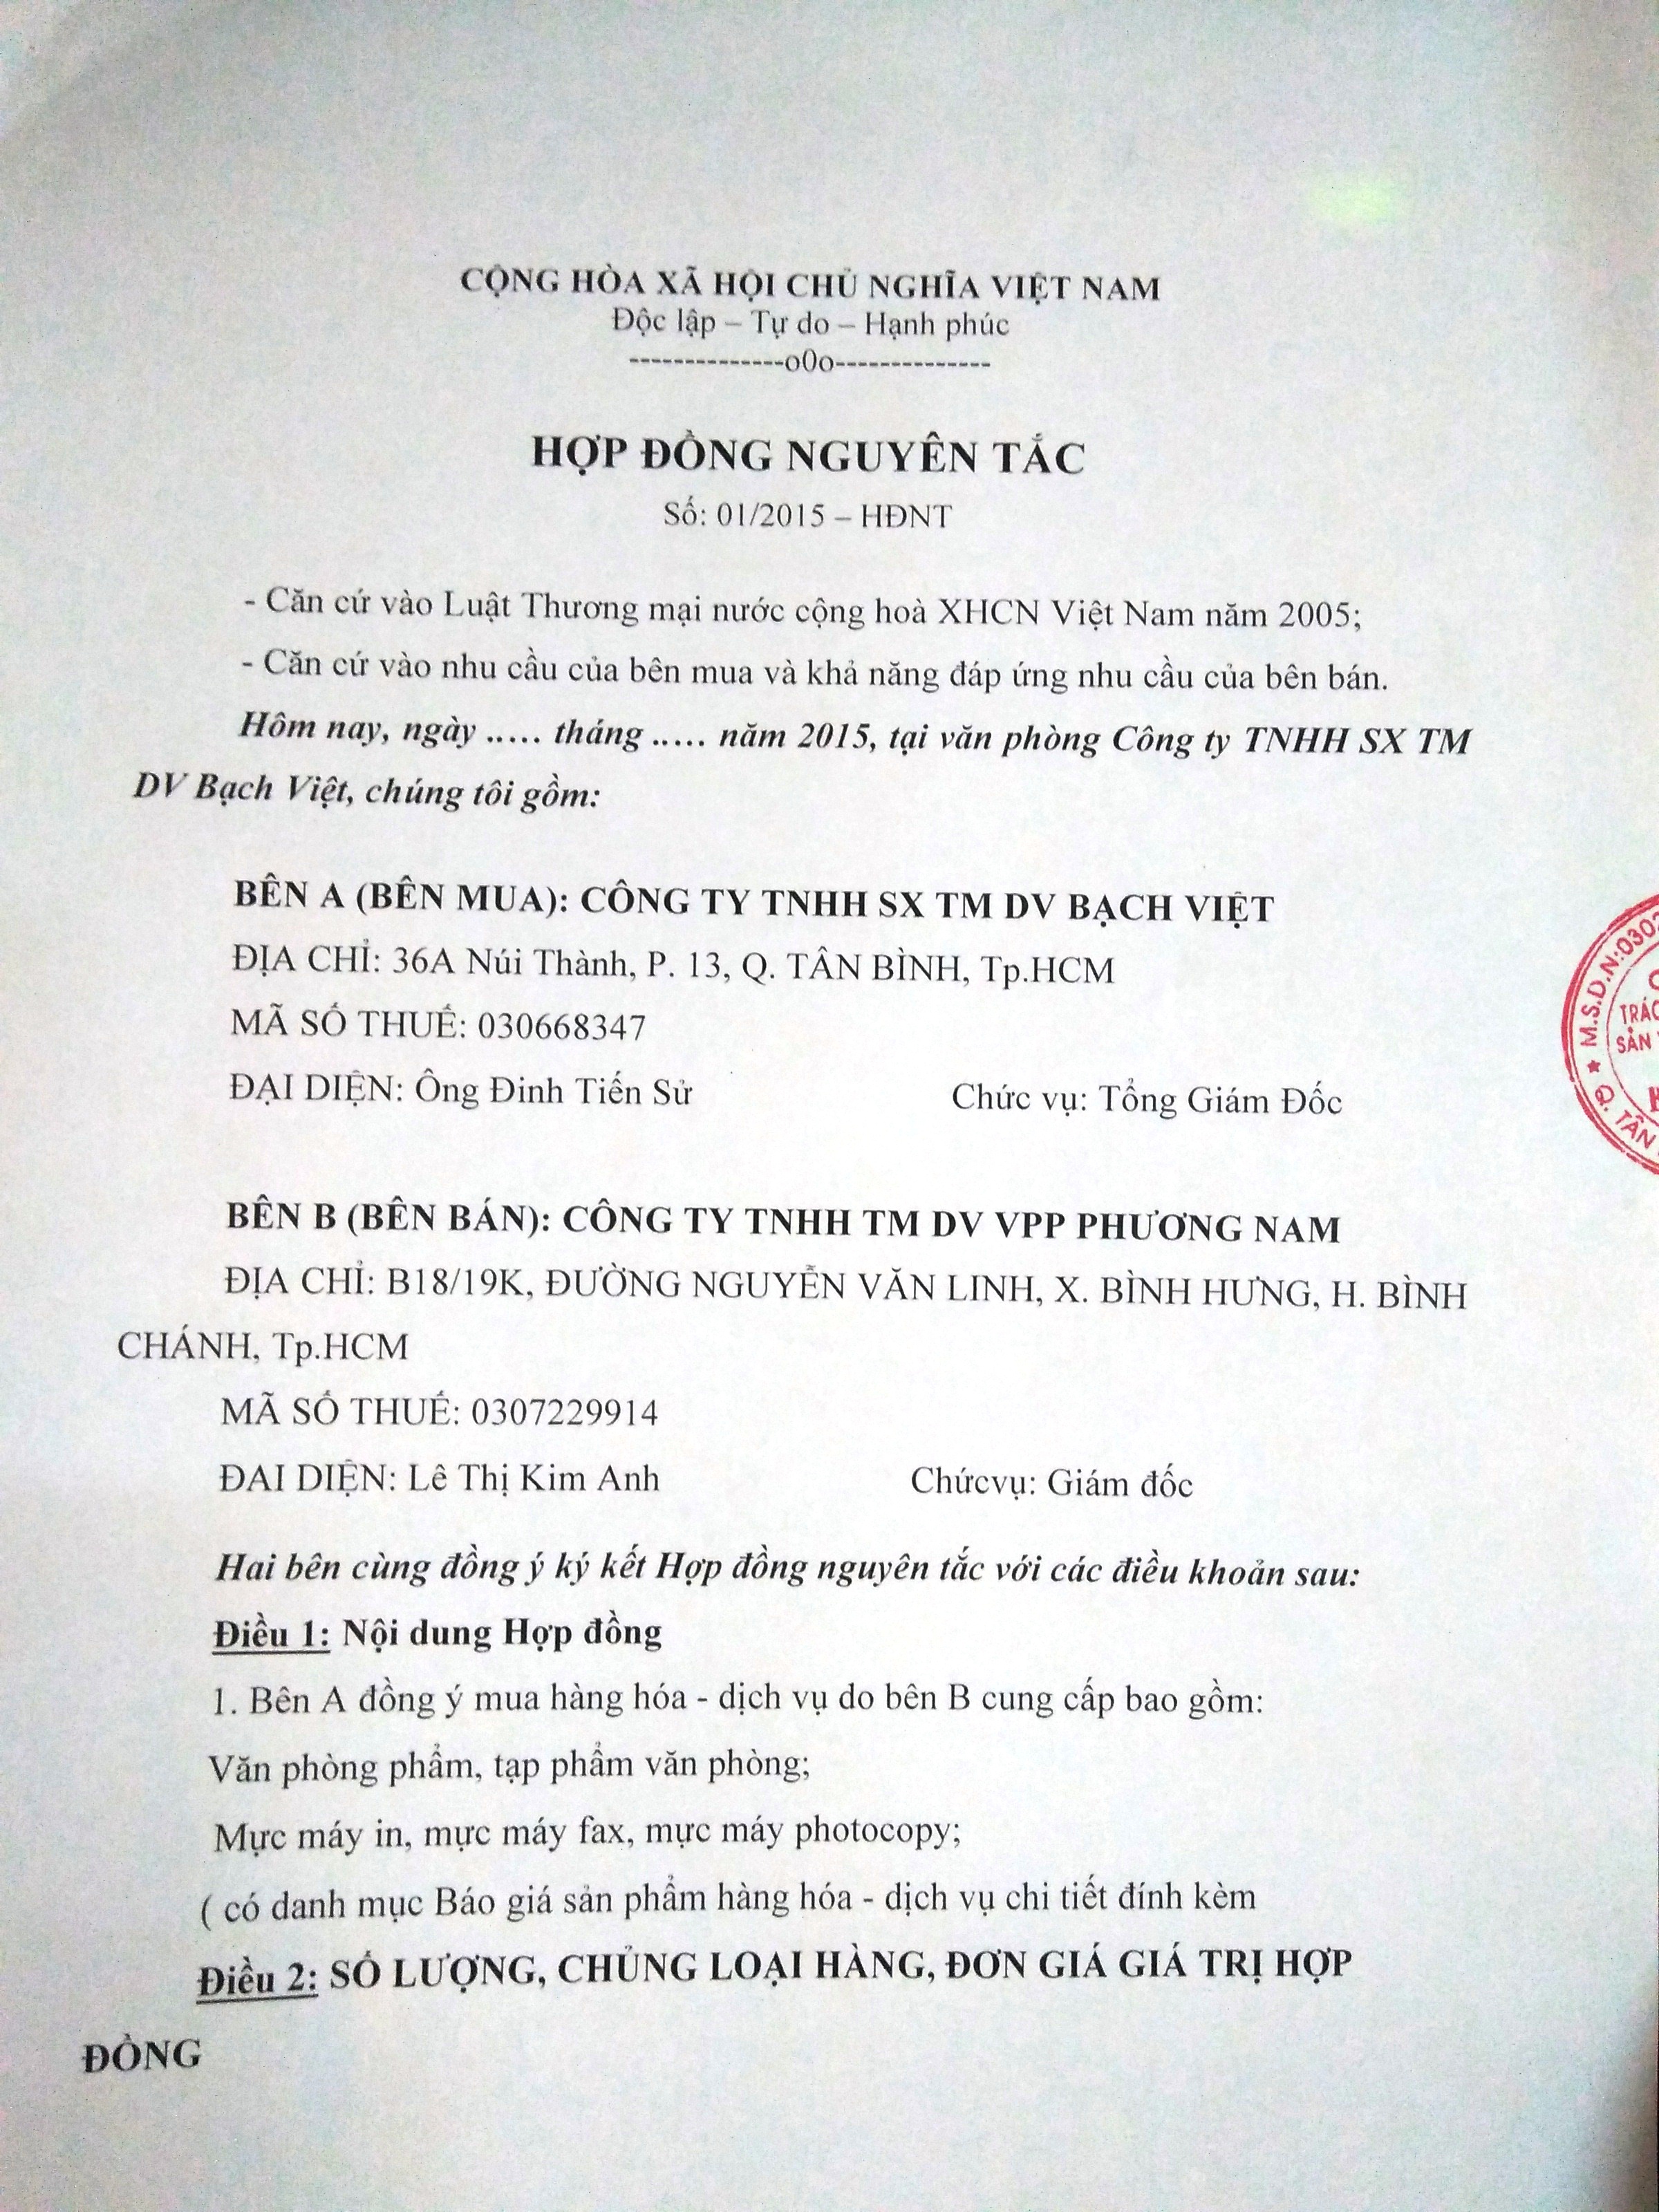 CỘNG HÒA XÃ HỘI CHỦ NGHĨA VIỆT NAM
Độc lập – Tự do – Hạnh phúc
--------------o0o--------------
HỢP ĐỒNG NGUYÊN TẮC
Số: 01/2015 – HĐNT
- Căn cứ vào Luật Thương mại nước cộng hoà XHCN Việt Nam năm 2005;
- Căn cứ vào nhu cầu của bên mua và khả năng đáp ứng nhu cầu của bên bán.
Hôm nay, ngày ..... tháng ..... năm 2015, tại văn phòng Công ty TNHH SX TM
DV Bạch Việt, chúng tôi gồm:
BÊN A (BÊN MUA): CÔNG TY TNHH SX TM DV BẠCH VIỆT
ĐỊA CHỈ: 36A Núi Thành, P. 13, Q. TÂN BÌNH, Tp.HCM
MÃ SỐ THUẾ: 030668347
ĐẠI DIỆN: Ông Đinh Tiến Sử Chức vụ: Tổng Giám Đốc
M.S.D.N:030
TRÁC
SẢN
Q. TÂN
BÊN B (BÊN BÁN): CÔNG TY TNHH TM DV VPP PHƯƠNG NAM
ĐỊA CHỈ: B18/19K, ĐƯỜNG NGUYỄN VĂN LINH, X. BÌNH HƯNG, H. BÌNH
CHÁNH, Tp.HCM
MÃ SỐ THUẾ: 0307229914
ĐAI DIỆN: Lê Thị Kim Anh Chứcvụ: Giám đốc
Hai bên cùng đồng ý ký kết Hợp đồng nguyên tắc với các điều khoản sau:
Điều 1: Nội dung Hợp đồng
1. Bên A đồng ý mua hàng hóa - dịch vụ do bên B cung cấp bao gồm:
Văn phòng phẩm, tạp phẩm văn phòng;
Mực máy in, mực máy fax, mực máy photocopy;
( có danh mục Báo giá sản phẩm hàng hóa - dịch vụ chi tiết đính kèm
Điều 2: SỐ LƯỢNG, CHỦNG LOẠI HÀNG, ĐƠN GIÁ GIÁ TRỊ HỢP
ĐỒNG